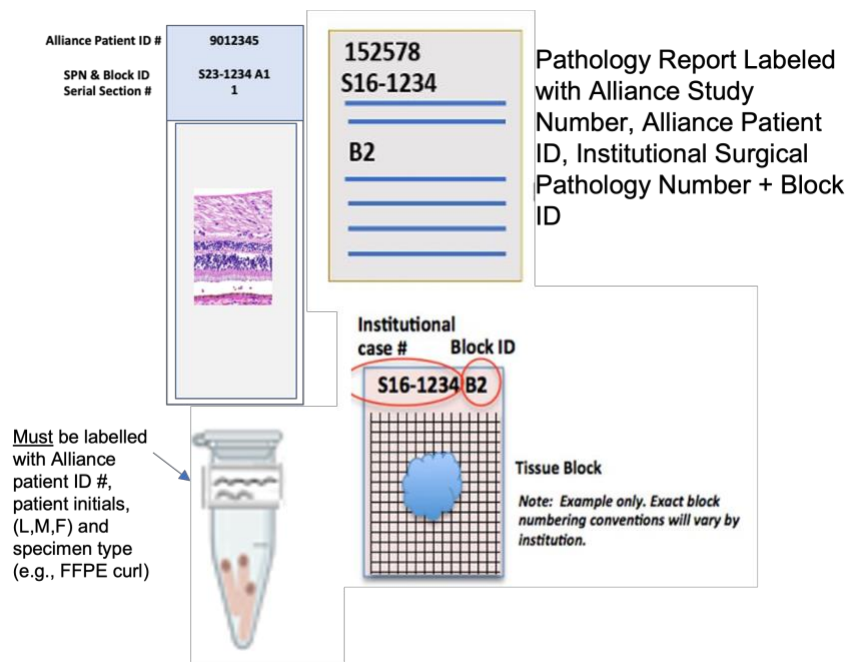 Alliance Patient ID # 9012345
SPN & Block ID S23-1234 A1
Serial Section # 1
152578
S16-1234
B2
Pathology Report Labeled
with Alliance Study
Number, Alliance Patient
ID, Institutional Surgical
Pathology Number + Block
ID
Institutional
case # Block ID
S16-1234 B2
Tissue Block
Note: Example only. Exact block
numbering conventions will vary by
institution.
Must be labelled
with Alliance
patient ID #,
patient initials,
(L,M,F) and
specimen type
(e.g., FFPE curl)